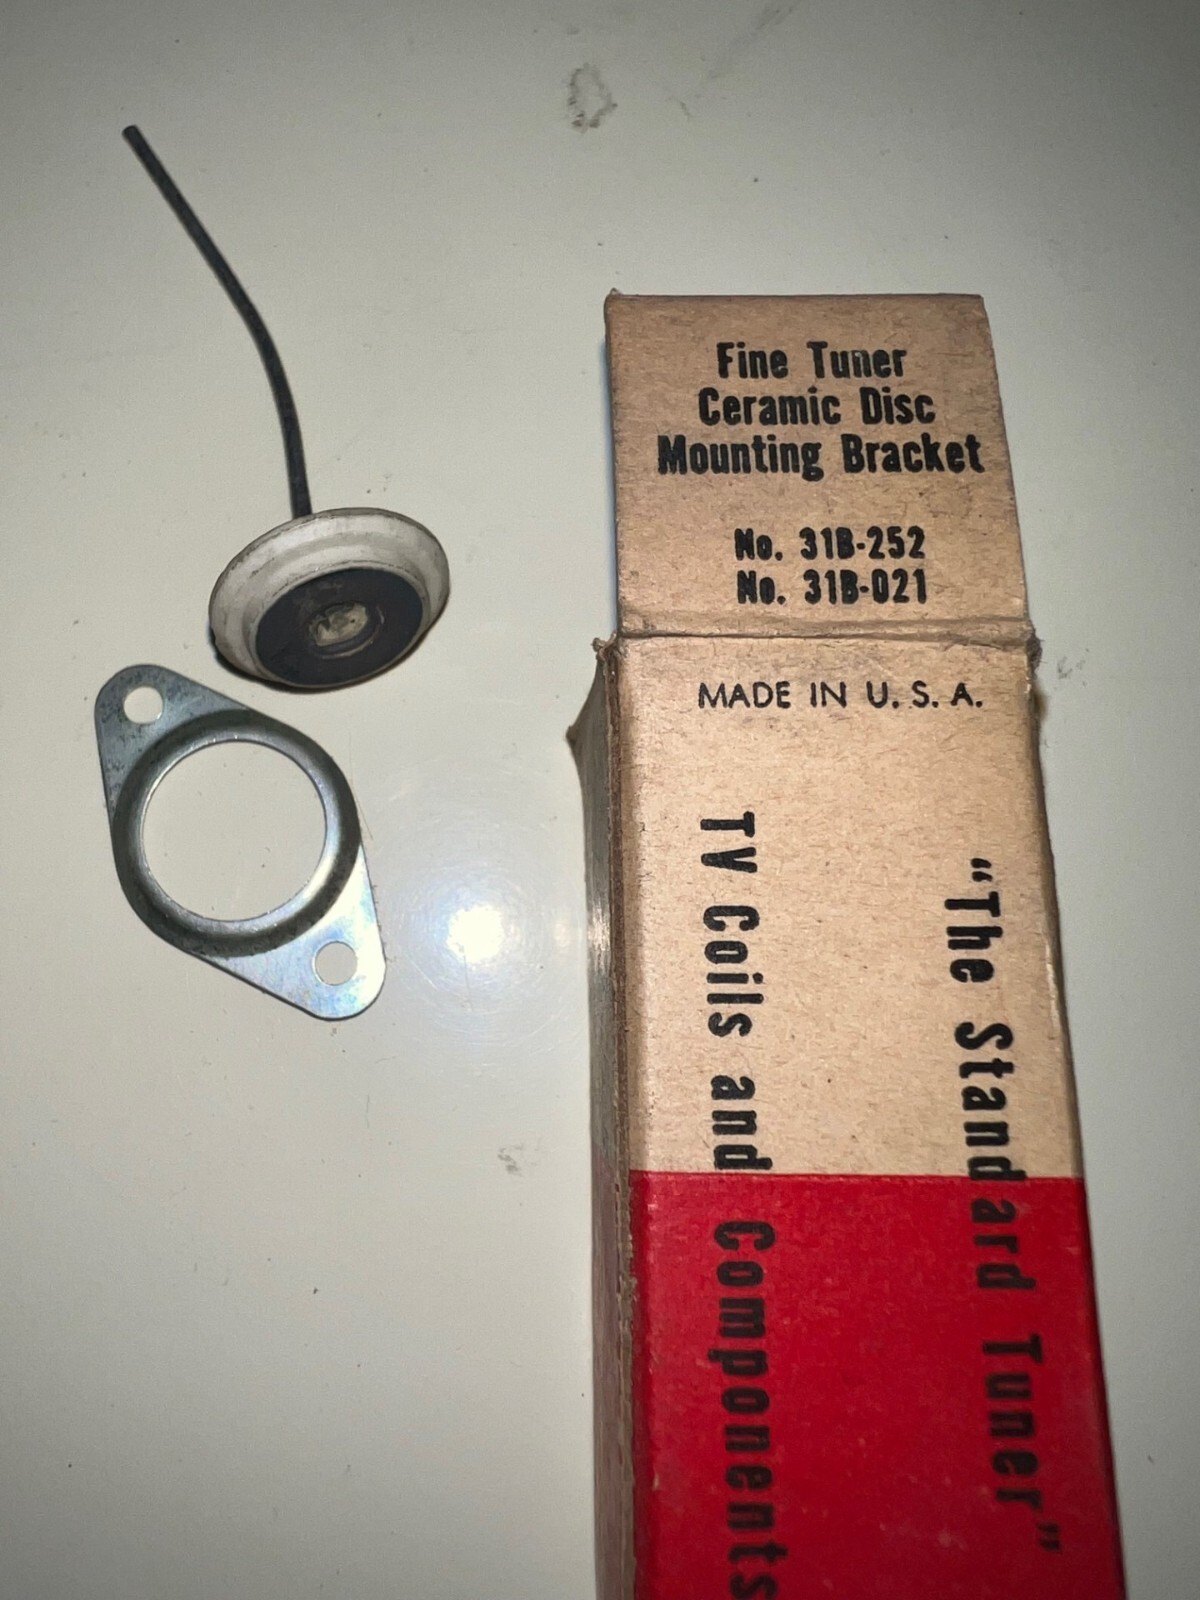 Fine Tuner
Ceramic Disc
Mounting Bracket
No. 31B-252
No. 31B-021
MADE IN U. S. A.
"The Standard Tuner"
TV Coils and Components